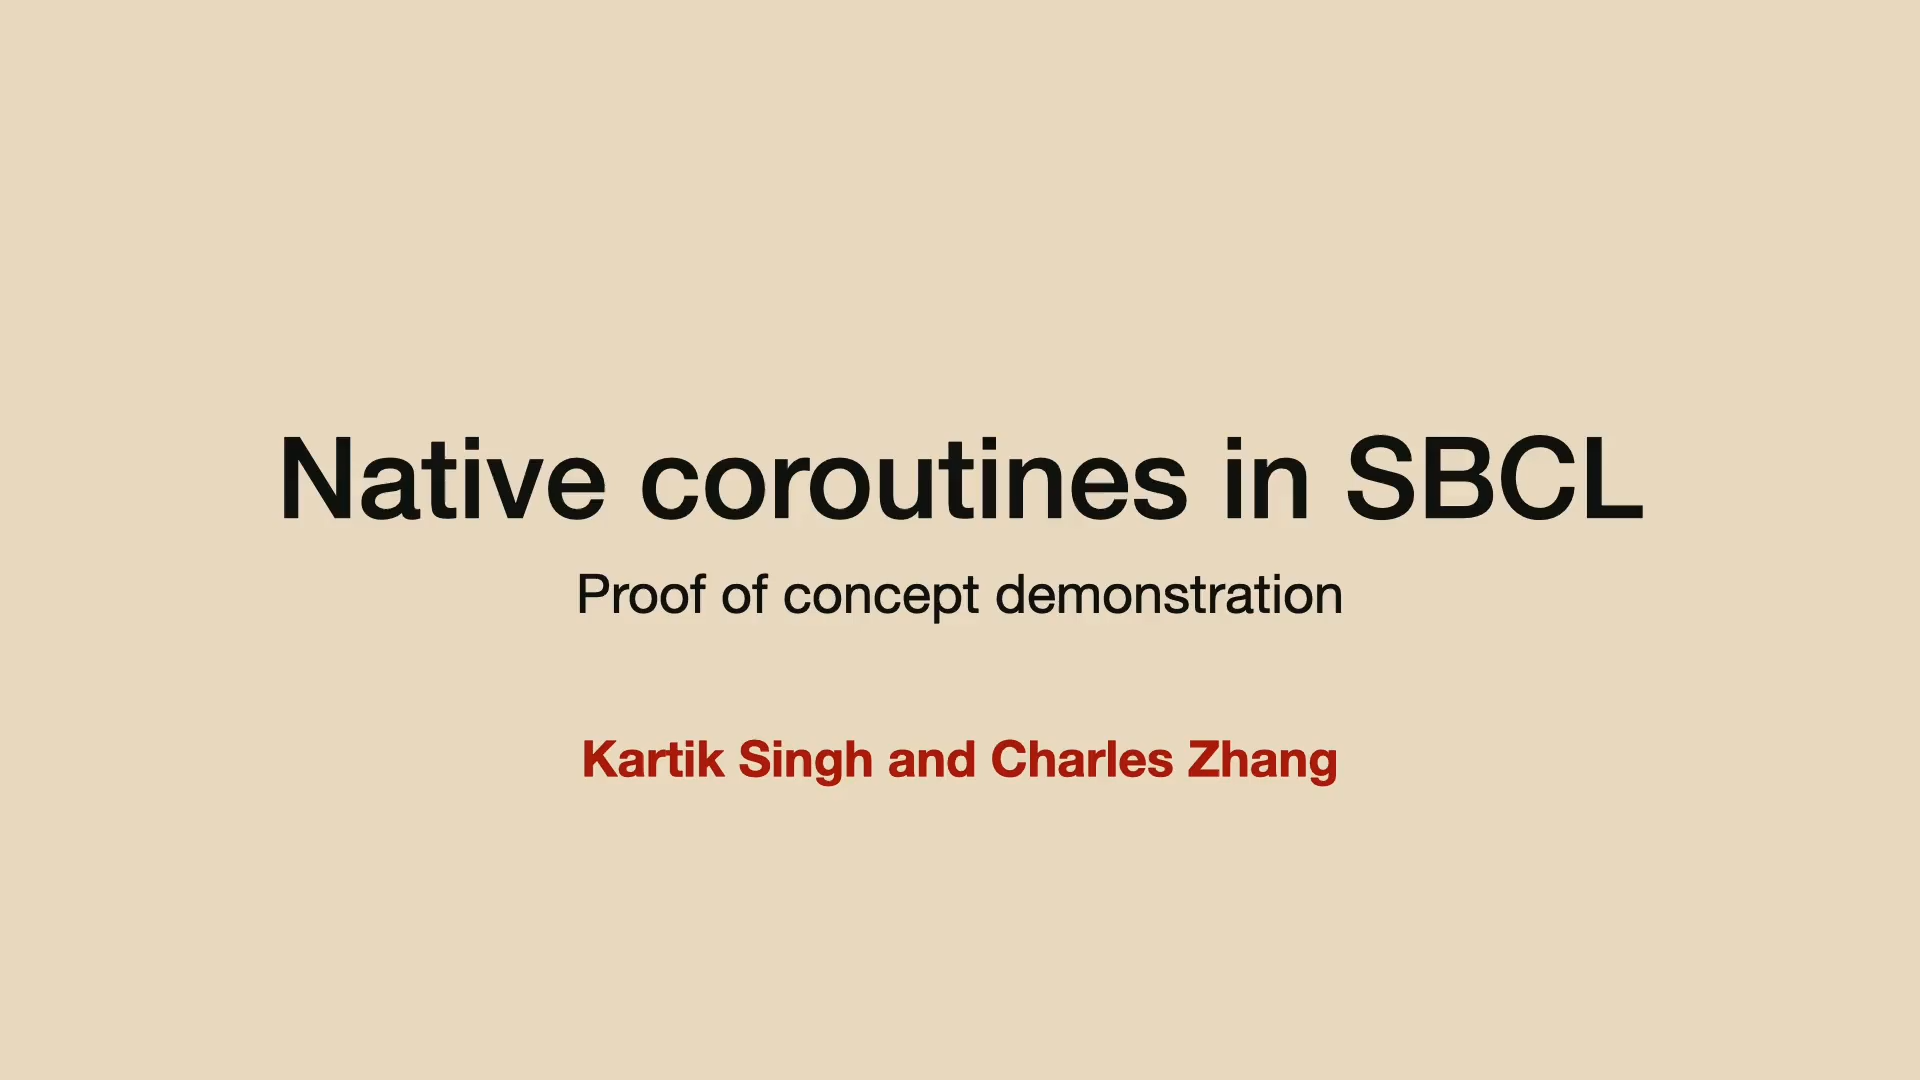 Native coroutines in SBCL
Proof of concept demonstration
Kartik Singh and Charles Zhang